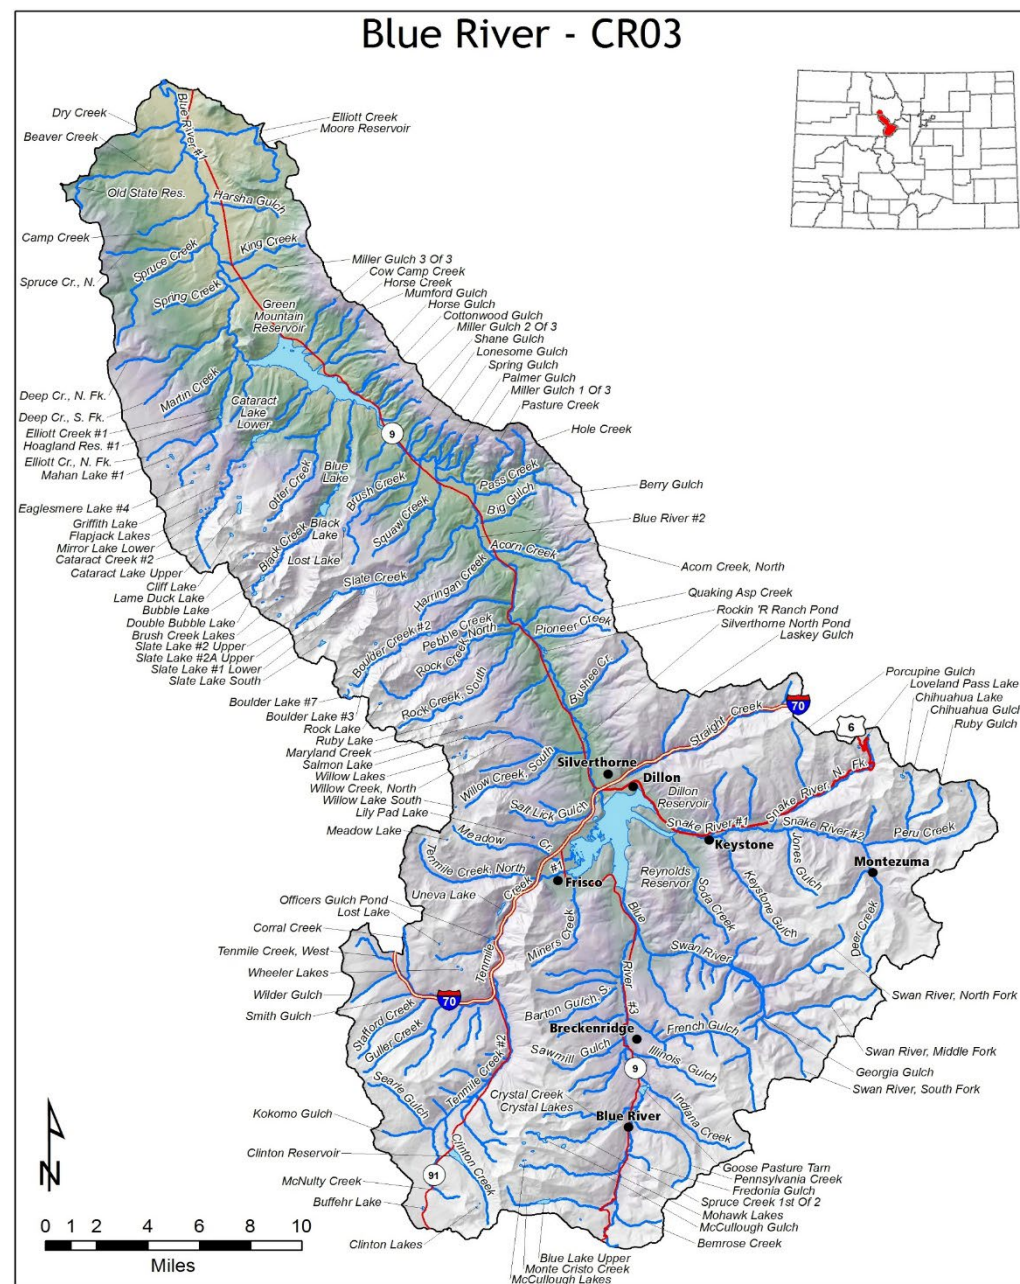 Blue River - CR03
Dry Creek
Beaver Creek
Blue River #1
Elliott Creek
Moore Reservoir
Old State Res.
Harsha Gulch
Camp Creek
King Creek
Spruce Creek
Spruce Cr., N.
Spring Creek
Miller Gulch 3 Of 3
Cow Camp Creek
Horse Creek
Mumford Gulch
Horse Gulch
Cottonwood Gulch
Miller Gulch 2 Of 3
Shane Gulch
Lonesome Gulch
Spring Gulch
Palmer Gulch
Miller Gulch 1 Of 3
Pasture Creek
Hole Creek
Green
Mountain
Reservoir
Martin Creek
Cataract
Lake
Lower
9
Deep Cr., N. Fk.
Deep Cr., S. Fk.
Elliott Creek #1
Hoagland Res. #1
Elliott Cr., N. Fk.
Mahan Lake #1
Eaglesmere Lake #4
Griffith Lake
Flapjack Lakes
Mirror Lake Lower
Cataract Creek #2
Cataract Lake Upper
Cliff Lake
Lame Duck Lake
Bubble Lake
Double Bubble Lake
Brush Creek Lakes
Slate Lake #2 Upper
Slate Lake #2A Upper
Slate Lake #1 Lower
Slate Lake South
Otter Creek
Blue
Lake
Brush Creek
Black
Lake
Black Creek
Lost Lake
Squaw Creek
Slate Creek
Harringan Creek
Pass Creek
Big Gulch
Berry Gulch
Blue River #2
Acorn Creek
Acorn Creek, North
Quaking Asp Creek
Rockin 'R Ranch Pond
Silverthorne North Pond
Laskey Gulch
Boulder Creek #2
Pebble Creek
Rock Creek North
Rock Creek, South
Pioneer Creek
Bushee Cr.
Boulder Lake #7
Boulder Lake #3
Rock Lake
Ruby Lake
Maryland Creek
Salmon Lake
Willow Lakes
Willow Creek, North
Willow Lake South
Lily Pad Lake
Meadow Lake
Willow Creek, South
Salt Lick Gulch
Silverthorne
Dillon
Dillon
Reservoir
Straight Creek
70
Porcupine Gulch
Loveland Pass Lake
Chihuahua Lake
Chihuahua Gulch
Ruby Gulch
6
Snake River, N. Fk.
Snake River #1
Snake River #2
Peru Creek
Keystone
Montezuma
Jones Gulch
Keystone Gulch
Soda Creek
Deer Creek
Reynolds
Reservor
Meadow Cr.
Tenmile Creek, North
Frisco
Uneva Lake
Tenmile Creek #1
Officers Gulch Pond
Lost Lake
Corral Creek
Tenmile Creek, West
Wheeler Lakes
Wilder Gulch
Smith Gulch
70
Miners Creek
Blue River #3
Swan River
Swan River, North Fork
Swan River, Middle Fork
Georgia Gulch
Swan River, South Fork
Barton Gulch, S.
Breckenridge
French Gulch
Sawmill Gulch
Illinois Gulch
9
Stafford Creek
Guller Creek
Searle Gulch
Tenmile Creek #2
Crystal Creek
Crystal Lakes
Blue River
Indiana Creek
Kokomo Gulch
Clinton Reservoir
McNulty Creek
Buffehr Lake
Clinton Lakes
Clinton Creek
91
Goose Pasture Tarn
Pennsylvania Creek
Fredonia Gulch
Spruce Creek 1st Of 2
Mohawk Lakes
McCullough Gulch
Bemrose Creek
Blue Lake Upper
Monte Cristo Creek
McCullough Lakes
N
0 2 4 6 8 10
Miles